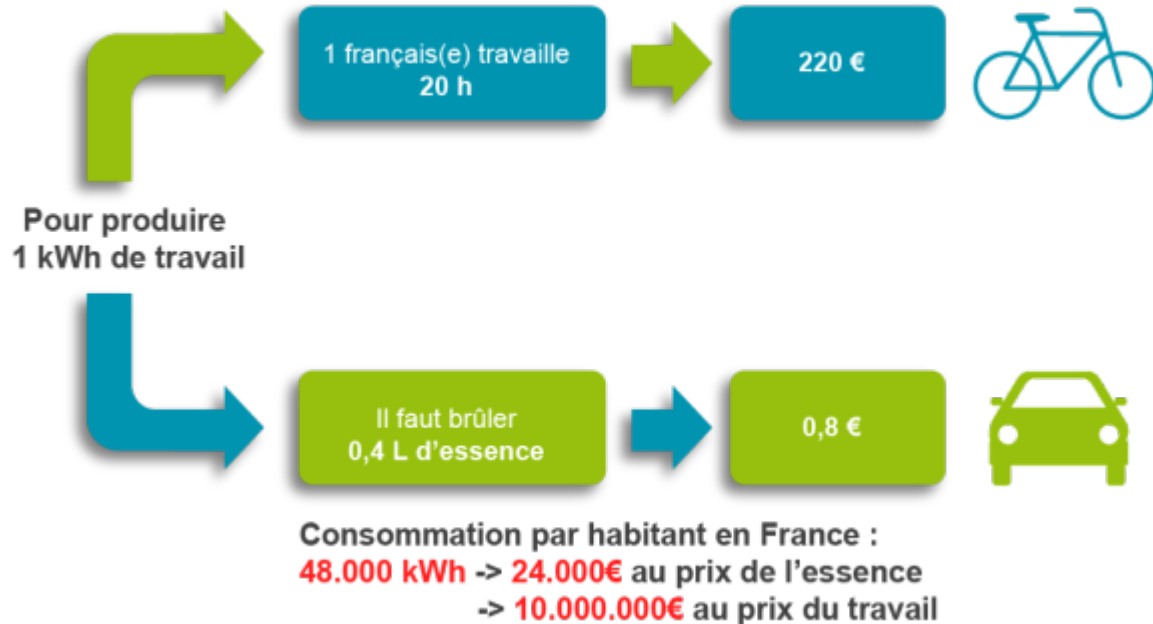 1 français(e) travaille
20 h
220 €
Pour produire
1 kWh de travail
Il faut brûler
0,4 L d'essence
0,8 €
Consommation par habitant en France :
48.000 kWh -> 24.000€ au prix de l'essence
-> 10.000.000€ au prix du travail